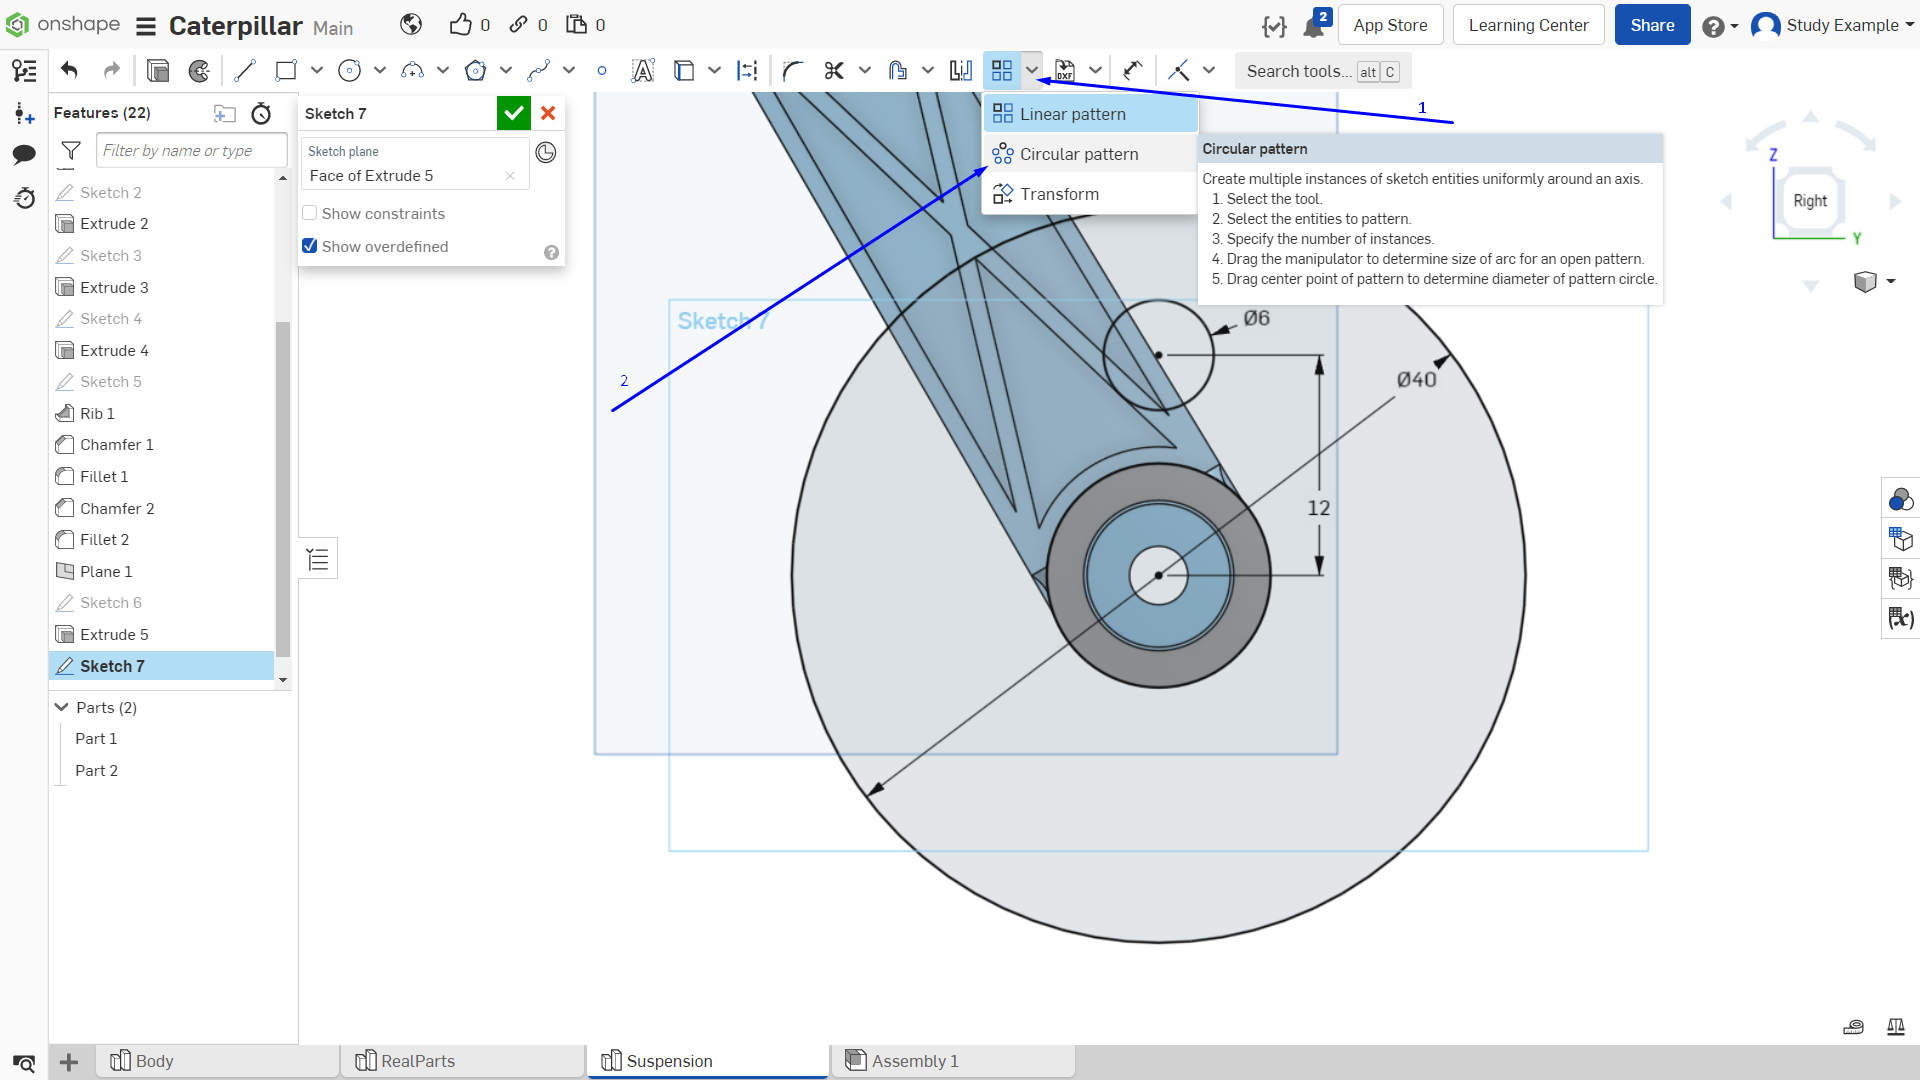 onshape
Caterpillar Main
0
0
0
2
App Store
Learning Center
Share
Study Example
DXF
Search tools... alt C
Features (22)
Filter by name or type
Sketch 2
Extrude 2
Sketch 3
Extrude 3
Sketch 4
Extrude 4
Sketch 5
Rib 1
Chamfer 1
Fillet 1
Chamfer 2
Fillet 2
Plane 1
Sketch 6
Extrude 5
Sketch 7
Parts (2)
Part 1
Part 2
Sketch 7
Sketch plane
Face of Extrude 5
Show constraints
Show overdefined
Linear pattern
Circular pattern
Transform
1
2
Circular pattern
Create multiple instances of sketch entities uniformly around an axis.
1. Select the tool.
2. Select the entities to pattern.
3. Specify the number of instances.
4. Drag the manipulator to determine size of arc for an open pattern.
5. Drag center point of pattern to determine diameter of pattern circle.
Z
Right
Y
Sketch 7
Ø6
Ø40
12
Body
RealParts
Suspension
Assembly 1